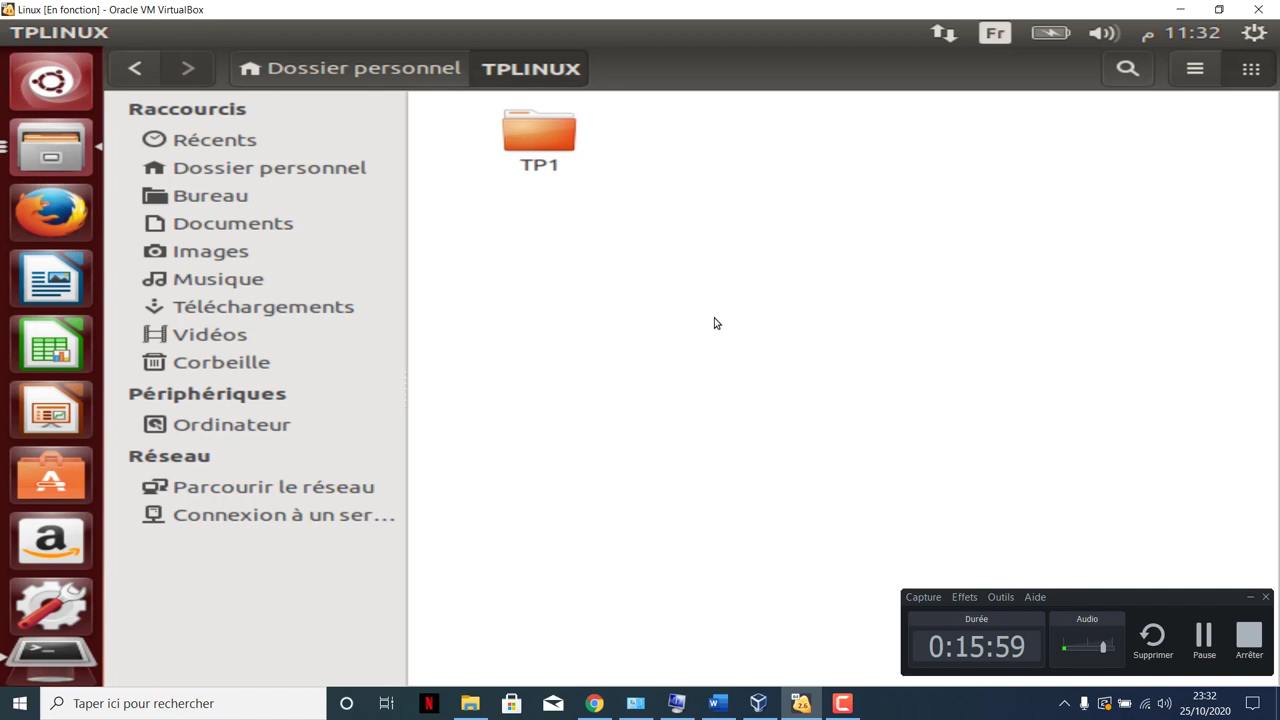 Linux [En fonction] - Oracle VM VirtualBox
TPLINUX
Fr
م 11:32
Dossier personnel
TPLINUX
Raccourcis
Récents
Dossier personnel
Bureau
Documents
Images
Musique
Téléchargements
Vidéos
Corbeille
Périphériques
Ordinateur
Réseau
Parcourir le réseau
Connexion à un ser...
TP1
Capture Effets Outils Aide
Durée
0:15:59
Audio
Supprimer
Pause
Arrêter
Taper ici pour rechercher
23:32
25/10/2020